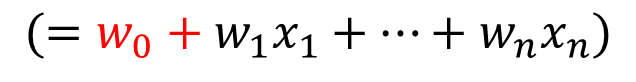 (= w₀ + w₁x₁ + ⋯ + wₙxₙ)